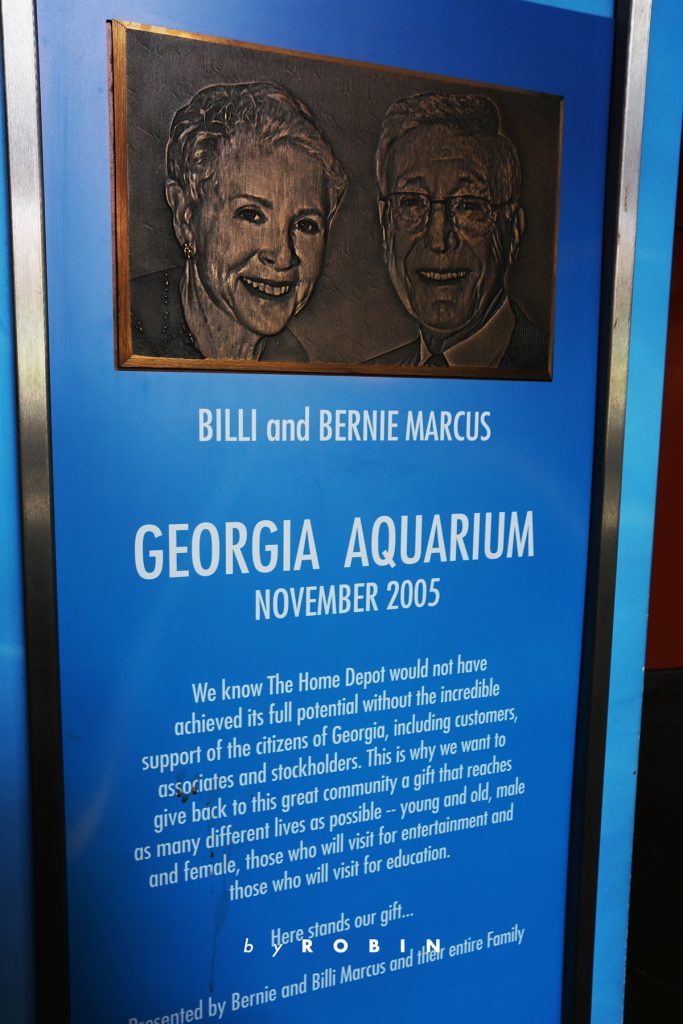 BILLI and BERNIE MARCUS
GEORGIA AQUARIUM
NOVEMBER 2005
We know The Home Depot would not have
achieved its full potential without the incredible
support of the citizens of Georgia, including customers,
associates and stockholders. This is why we want to
give back to this great community a gift that reaches
as many different lives as possible -- young and old, male
and female, those who will visit for entertainment and
those who will visit for education.
Here stands our gift...
by ROBIN
Presented by Bernie and Billi Marcus and their entire Family